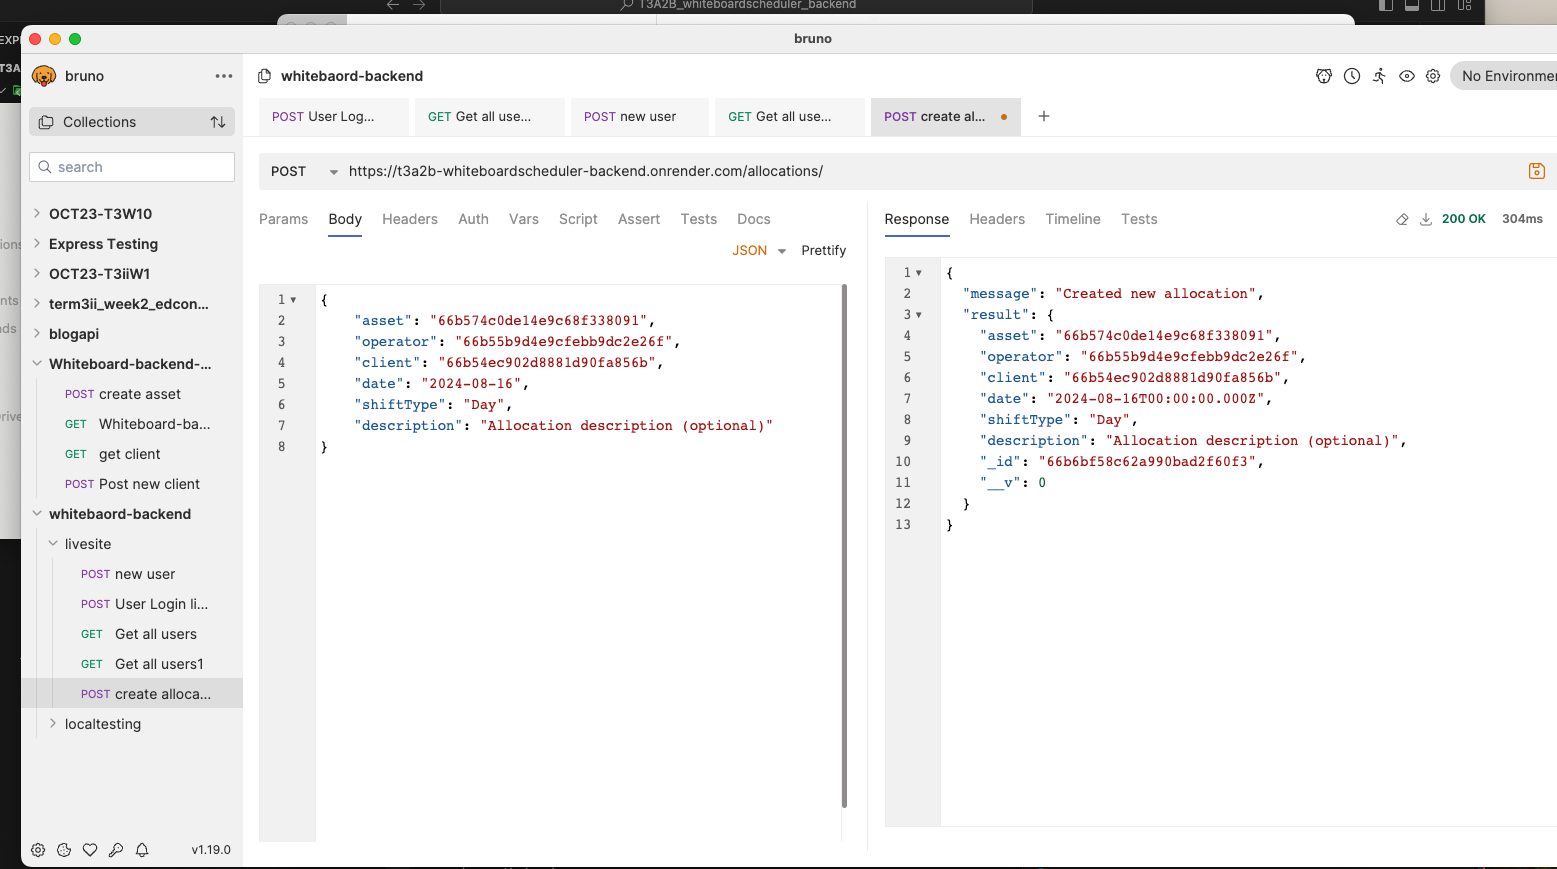 T3A2B_whiteboardscheduler_backend
EXP
bruno
T3A
bruno
whitebaord-backend
No Environme
Collections
POST User Log...
GET Get all use...
POST new user
GET Get all use...
POST create al...
search
POST
https://t3a2b-whiteboardscheduler-backend.onrender.com/allocations/
OCT23-T3W10
Express Testing
OCT23-T3iiW1
term3ii_week2_edcon...
blogapi
Whiteboard-backend-...
POST create asset
GET Whiteboard-ba...
GET get client
POST Post new client
whitebaord-backend
livesite
POST new user
POST User Login li...
GET Get all users
GET Get all users1
POST create alloca...
localtesting
v1.19.0
ions
nts
ds
rive
Params Body Headers Auth Vars Script Assert Tests Docs
JSON Prettify
1 {
2 "asset": "66b574c0de14e9c68f338091",
3 "operator": "66b55b9d4e9cfebb9dc2e26f",
4 "client": "66b54ec902d8881d90fa856b",
5 "date": "2024-08-16",
6 "shiftType": "Day",
7 "description": "Allocation description (optional)"
8 }
Response Headers Timeline Tests
200 OK 304ms
1 {
2 "message": "Created new allocation",
3 "result": {
4 "asset": "66b574c0de14e9c68f338091",
5 "operator": "66b55b9d4e9cfebb9dc2e26f",
6 "client": "66b54ec902d8881d90fa856b",
7 "date": "2024-08-16T00:00:00.000Z",
8 "shiftType": "Day",
9 "description": "Allocation description (optional)",
10 "_id": "66b6bf58c62a990bad2f60f3",
11 "__v": 0
12 }
13 }